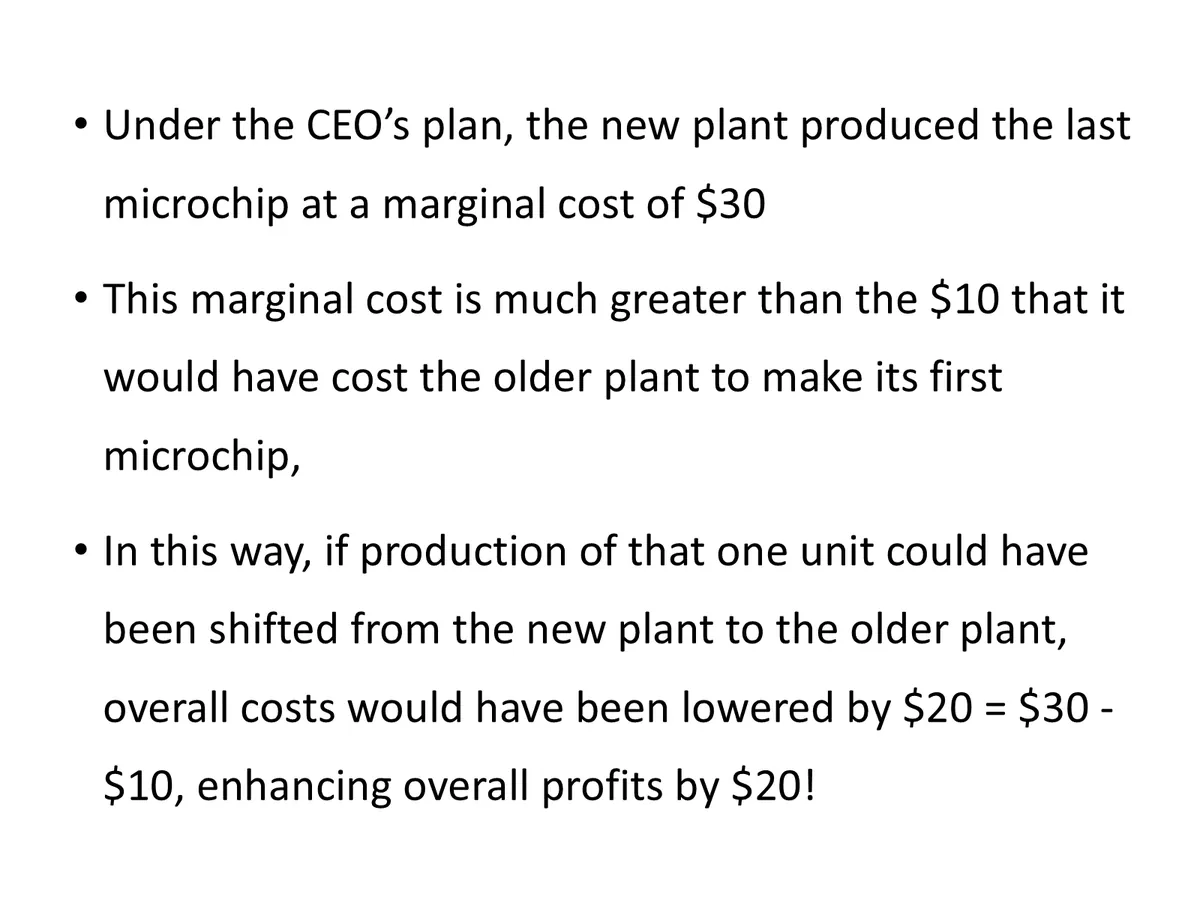 • Under the CEO’s plan, the new plant produced the last
microchip at a marginal cost of $30
• This marginal cost is much greater than the $10 that it
would have cost the older plant to make its first
microchip,
• In this way, if production of that one unit could have
been shifted from the new plant to the older plant,
overall costs would have been lowered by $20 = $30 -
$10, enhancing overall profits by $20!